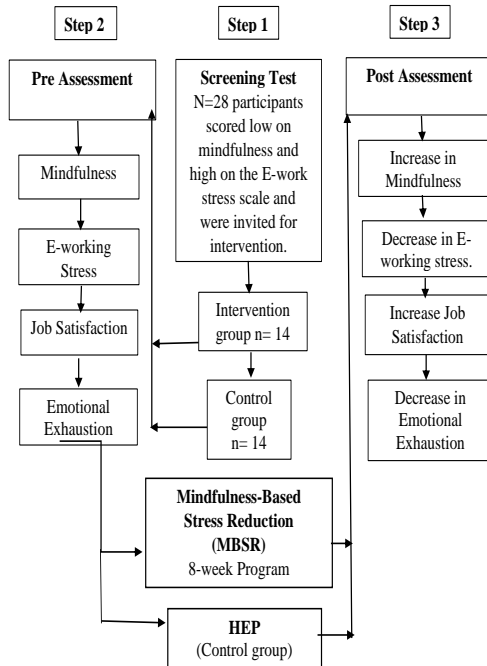 Step 2
Step 1
Step 3
Pre Assessment
Screening Test
N=28 participants
scored low on
mindfulness and
high on the E-work
stress scale and
were invited for
intervention.
Post Assessment
Mindfulness
E-working
Stress
Job Satisfaction
Emotional
Exhaustion
Intervention
group n= 14
Control
group
n= 14
Increase in
Mindfulness
Decrease in E-
working stress.
Increase Job
Satisfaction
Decrease in
Emotional
Exhaustion
Mindfulness-Based
Stress Reduction
(MBSR)
8-week Program
HEP
(Control group)